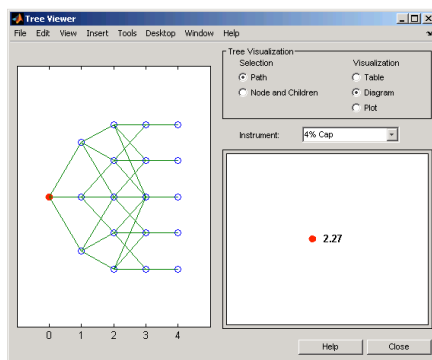 Tree Viewer
File Edit View Insert Tools Desktop Window Help
Tree Visualization
Selection Visualization
Path Table
Node and Children Diagram
Plot
Instrument: 4% Cap
2.27
0 1 2 3 4
Help Close